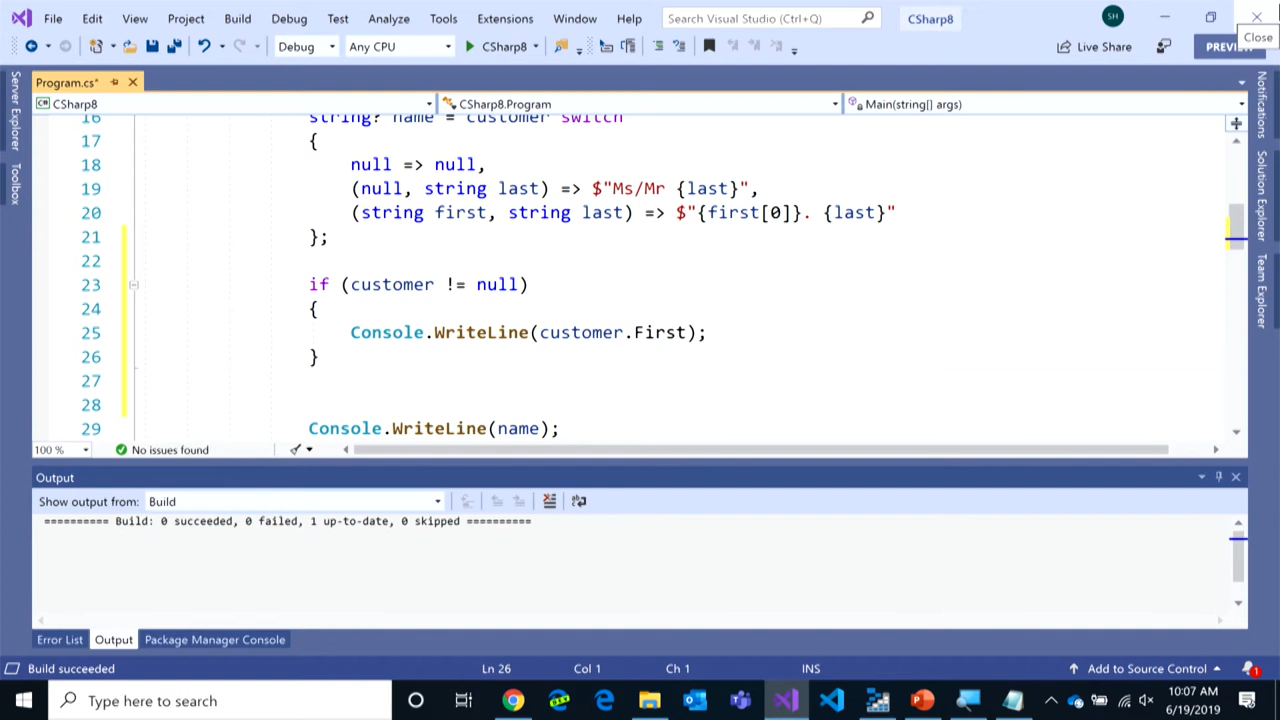 File Edit View Project Build Debug Test Analyze Tools Extensions Window Help Search Visual Studio (Ctrl+Q) CSharp8 SH
Close
Debug Any CPU CSharp8 Live Share PREVIEW
Program.cs*
CSharp8 CSharp8.Program Main(string[] args)
16 string? name = customer switch
17 {
18 null => null,
19 (null, string last) => $"Ms/Mr {last}",
20 (string first, string last) => $"{first[0]}. {last}"
21 };
22
23 if (customer != null)
24 {
25 Console.WriteLine(customer.First);
26 }
27
28
29 Console.WriteLine(name);
100 % No issues found
Server Explorer
Toolbox
Notifications
Solution Explorer
Team Explorer
Output
Show output from: Build
========== Build: 0 succeeded, 0 failed, 1 up-to-date, 0 skipped ==========
Error List Output Package Manager Console
Build succeeded Ln 26 Col 1 Ch 1 INS Add to Source Control 1
Type here to search 10:07 AM
6/19/2019